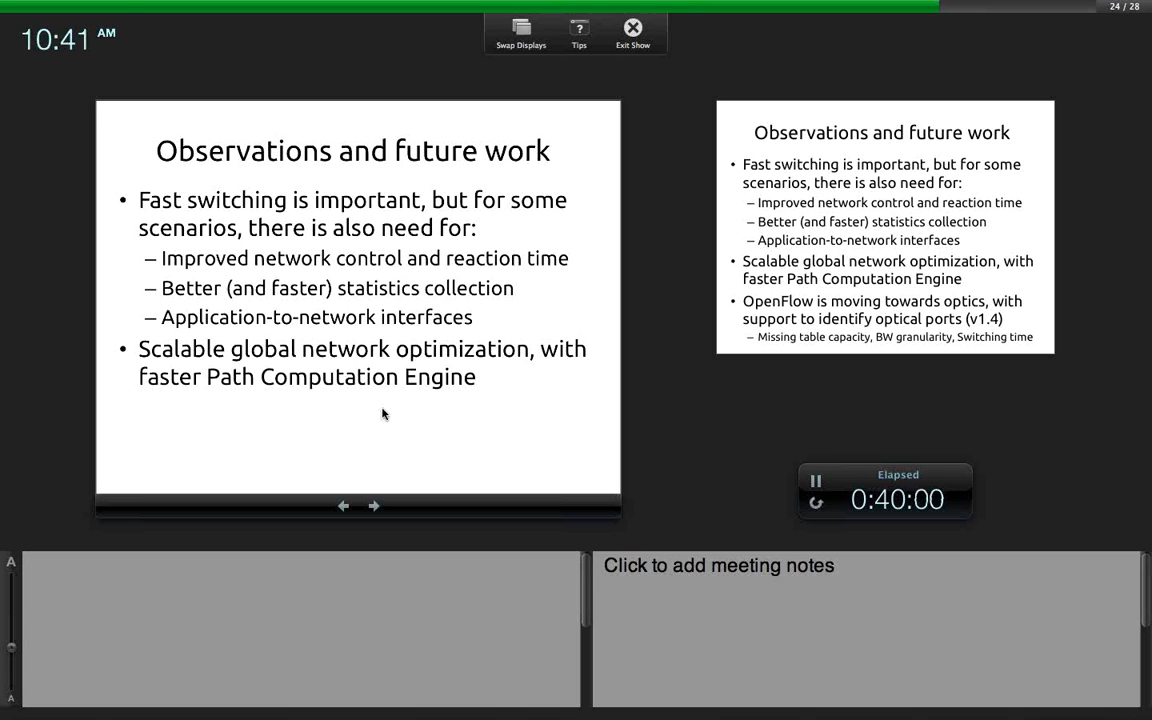 24 / 28
10:41 AM
Swap Displays
Tips
Exit Show
Observations and future work
• Fast switching is important, but for some
scenarios, there is also need for:
– Improved network control and reaction time
– Better (and faster) statistics collection
– Application-to-network interfaces
• Scalable global network optimization, with
faster Path Computation Engine
Observations and future work
• Fast switching is important, but for some
scenarios, there is also need for:
– Improved network control and reaction time
– Better (and faster) statistics collection
– Application-to-network interfaces
• Scalable global network optimization, with
faster Path Computation Engine
• OpenFlow is moving towards optics, with
support to identify optical ports (v1.4)
– Missing table capacity, BW granularity, Switching time
Elapsed
0:40:00
A
A
Click to add meeting notes